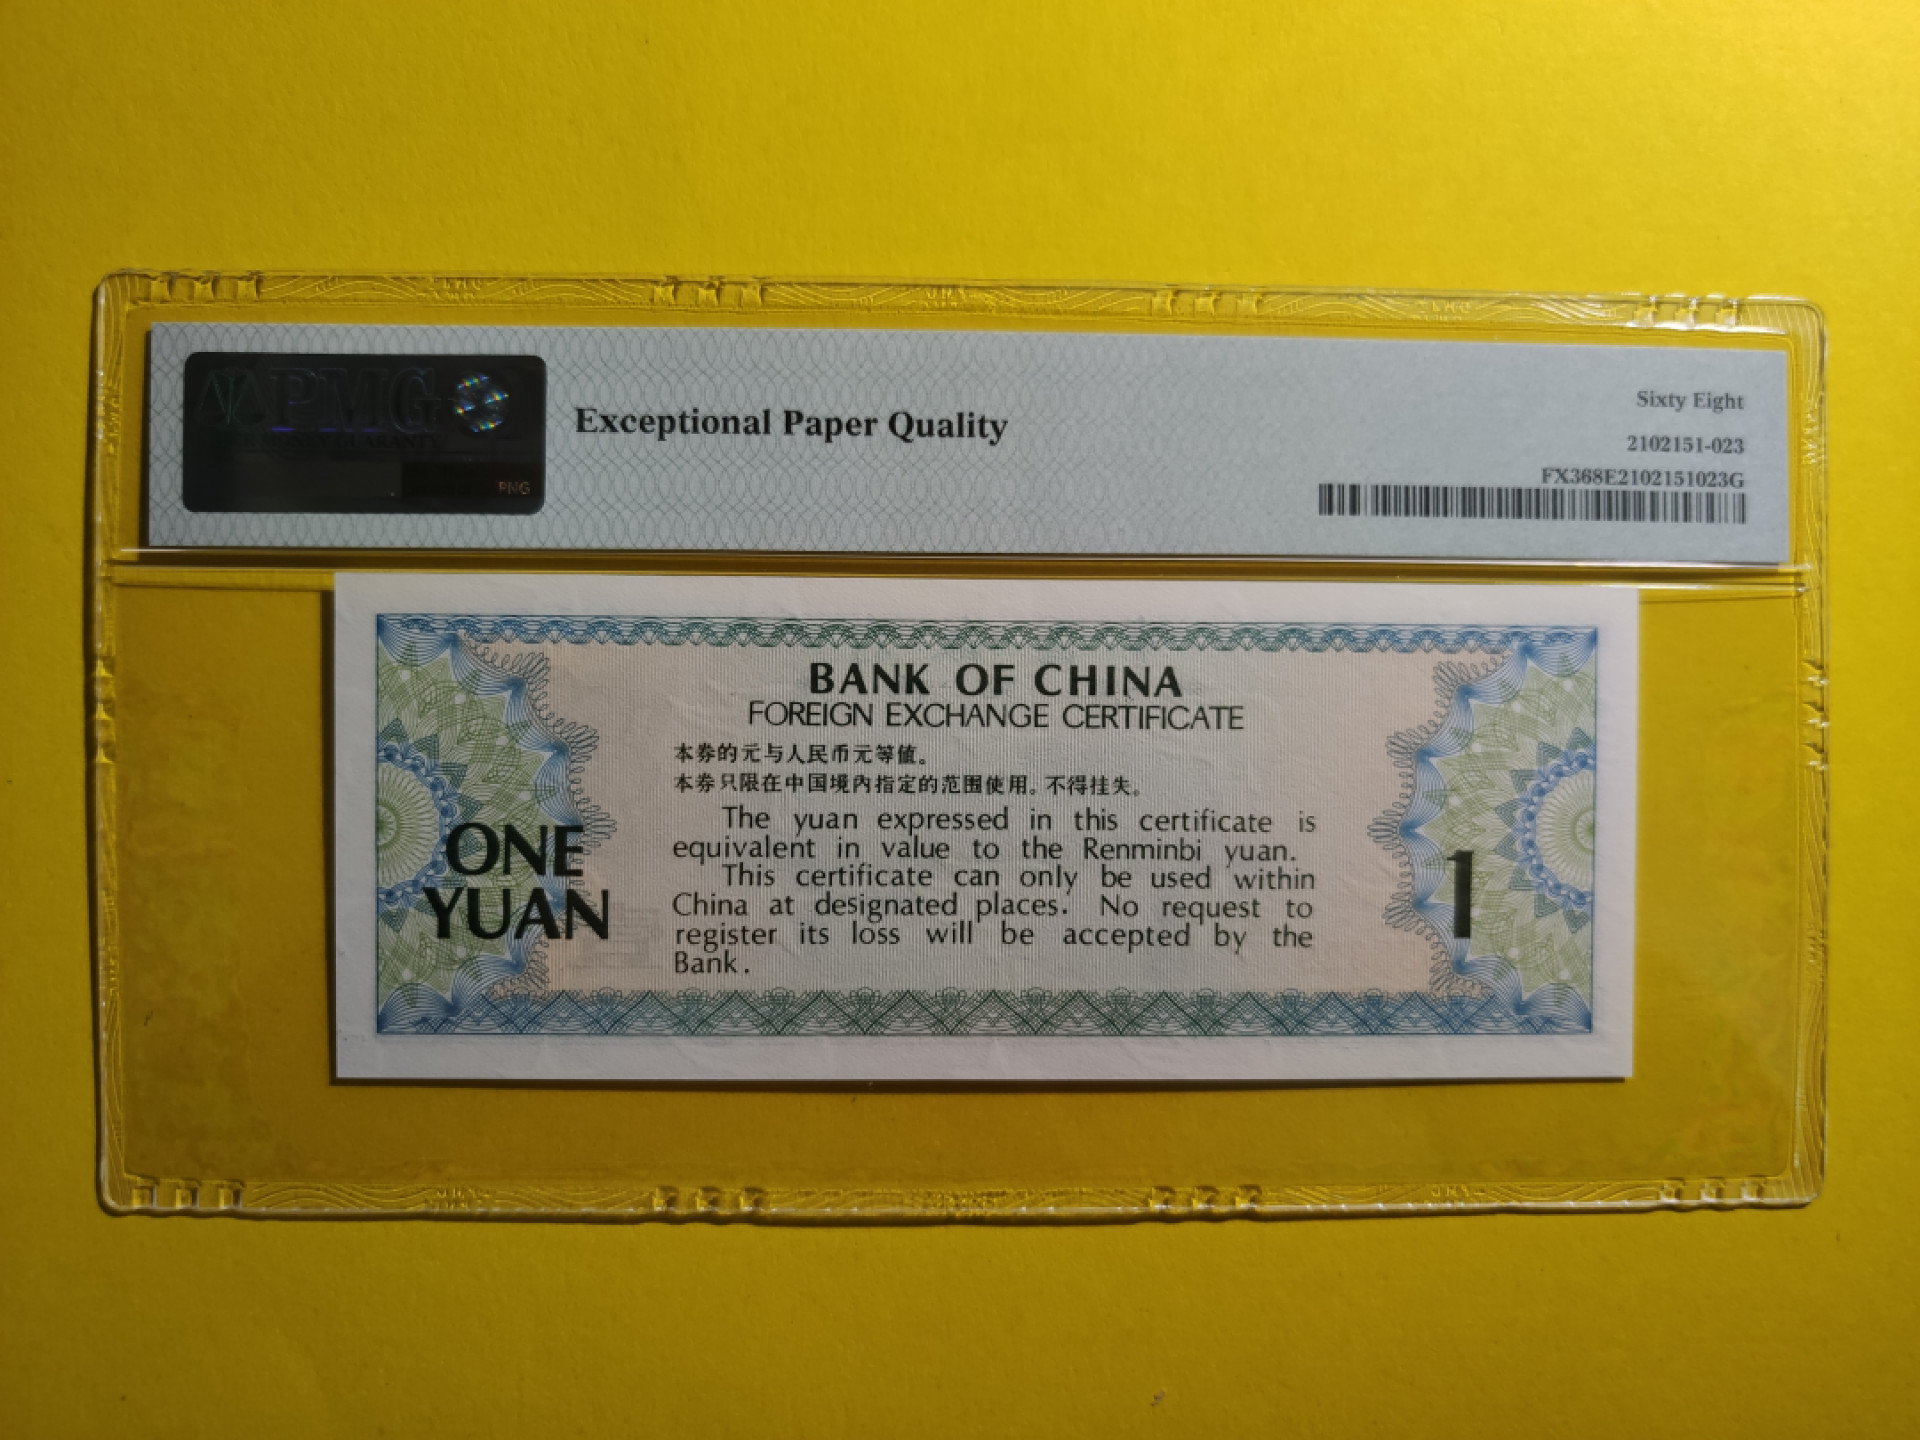 PMG
PNG
Exceptional Paper Quality
Sixty Eight
2102151-023
FX368E2102151023G
BANK OF CHINA
FOREIGN EXCHANGE CERTIFICATE
本券的元与人民币元等值。
本券只限在中国境内指定的范围使用。不得挂失。
The yuan expressed in this certificate is
equivalent in value to the Renminbi yuan.
This certificate can only be used within
China at designated places. No request to
register its loss will be accepted by the
Bank.
ONE
YUAN
1